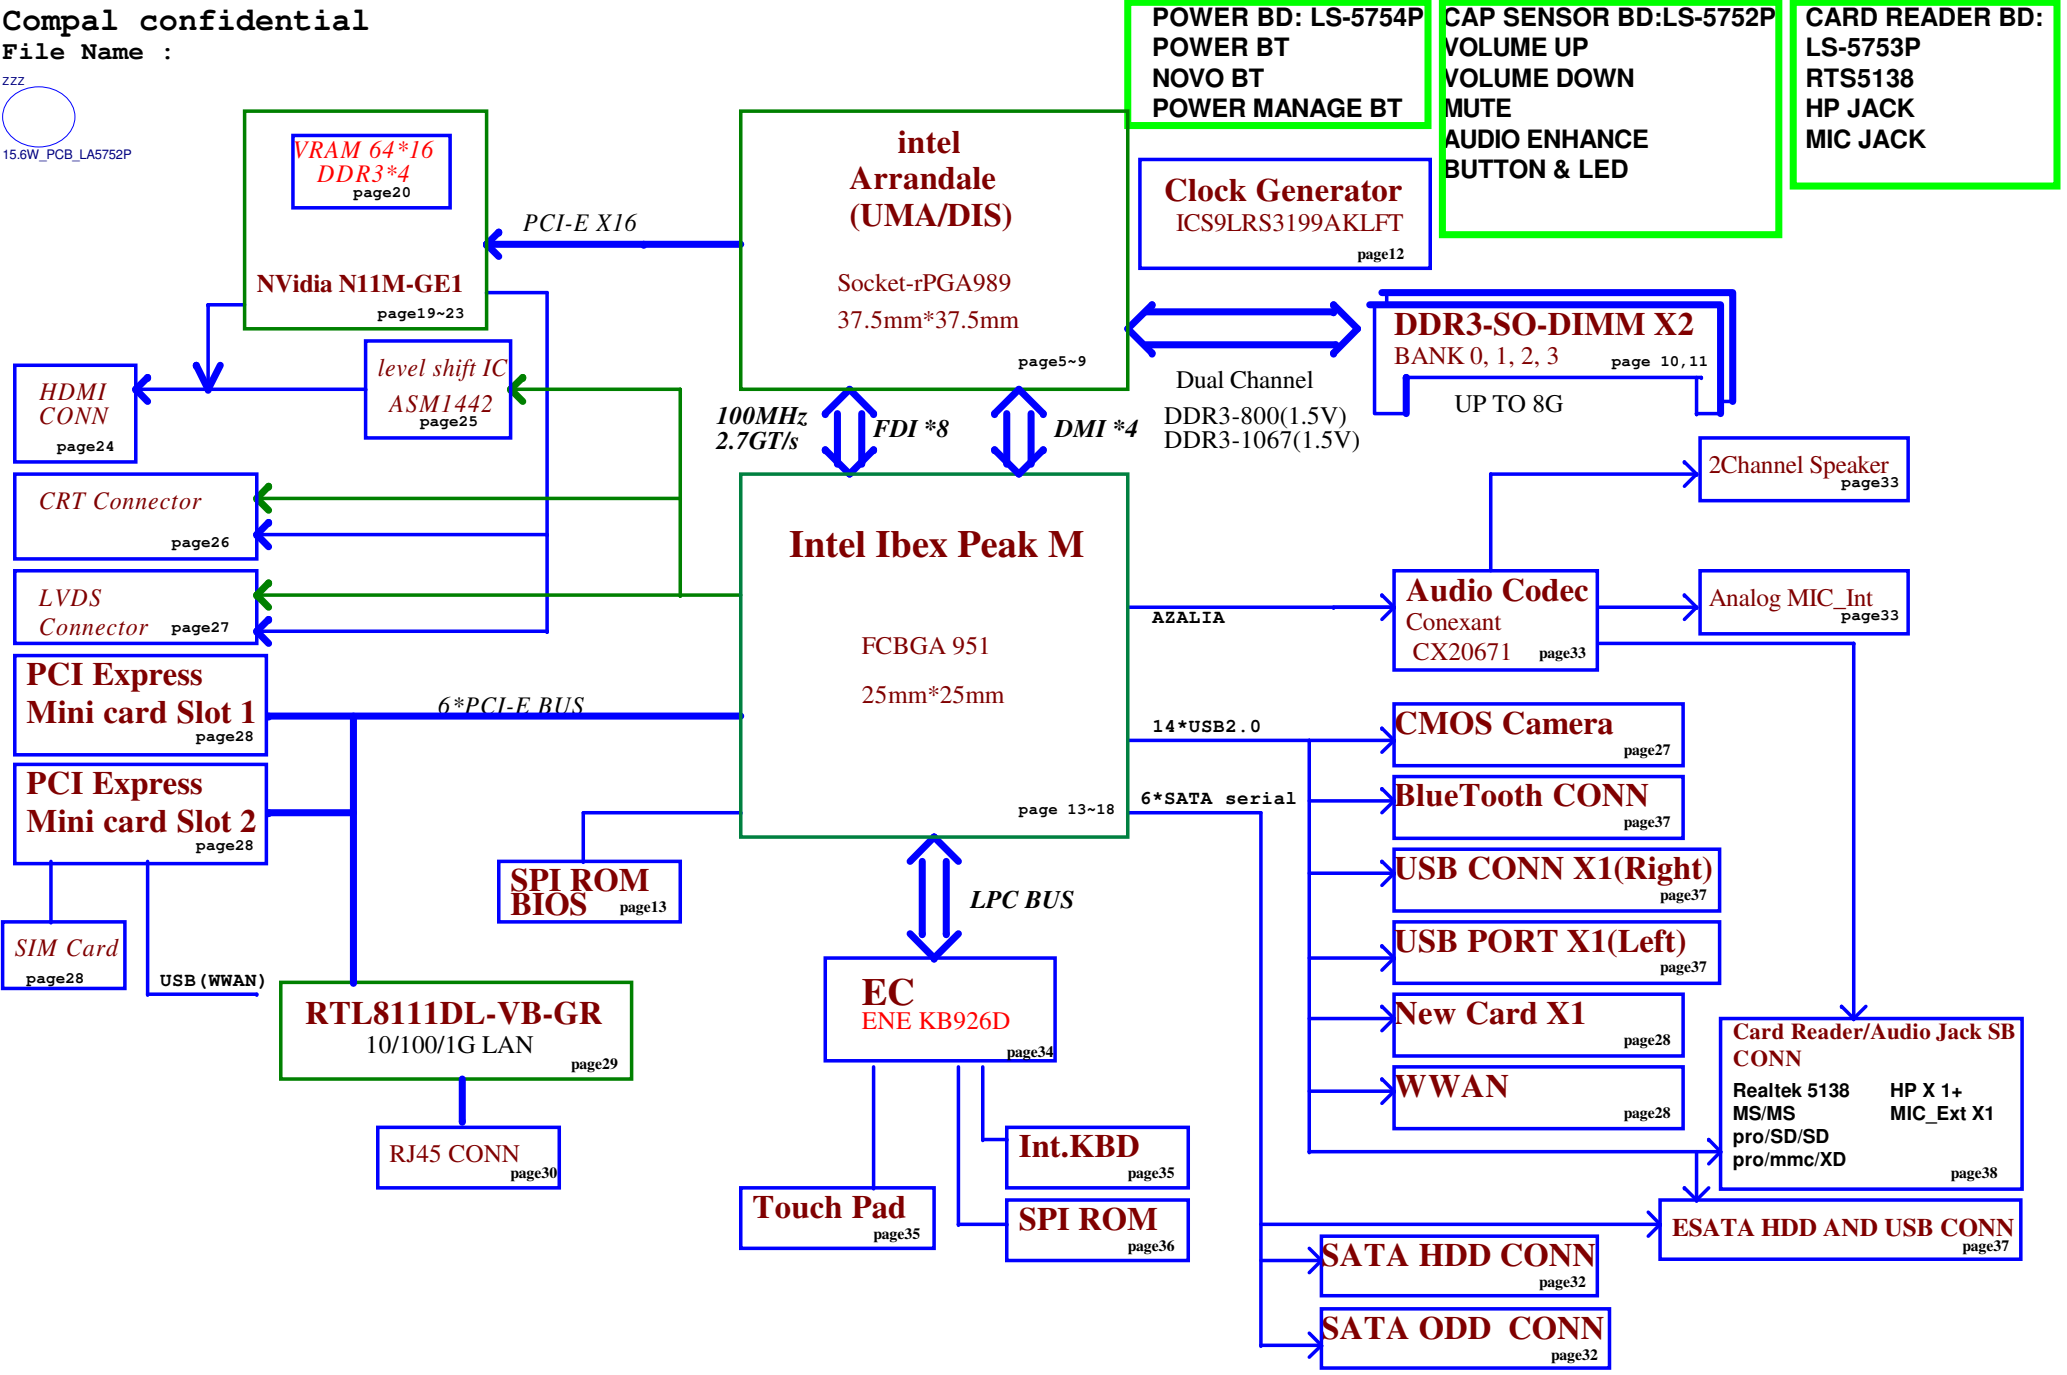 Compal confidential
File Name :
ZZZ
15.6W_PCB_LA5752P
POWER BD: LS-5754P
POWER BT
NOVO BT
POWER MANAGE BT
CAP SENSOR BD:LS-5752P
VOLUME UP
VOLUME DOWN
MUTE
AUDIO ENHANCE
BUTTON & LED
CARD READER BD:
LS-5753P
RTS5138
HP JACK
MIC JACK
VRAM 64*16
DDR3*4
page20
NVidia N11M-GE1
page19~23
PCI-E X16
intel
Arrandale
(UMA/DIS)
Socket-rPGA989
37.5mm*37.5mm
page5~9
Clock Generator
ICS9LRS3199AKLFT
page12
DDR3-SO-DIMM X2
BANK 0, 1, 2, 3 page 10,11
UP TO 8G
Dual Channel
DDR3-800(1.5V)
DDR3-1067(1.5V)
HDMI
CONN
page24
level shift IC
ASM1442
page25
100MHz
2.7GT/s
FDI *8
DMI *4
CRT Connector
page26
LVDS
Connector page27
Intel Ibex Peak M
FCBGA 951
25mm*25mm
page 13~18
AZALIA
Audio Codec
Conexant
CX20671 page33
2Channel Speaker
page33
Analog MIC_Int
page33
PCI Express
Mini card Slot 1
page28
6*PCI-E BUS
PCI Express
Mini card Slot 2
page28
SIM Card
page28
USB(WWAN)
SPI ROM
BIOS page13
LPC BUS
14*USB2.0
6*SATA serial
CMOS Camera
page27
BlueTooth CONN
page37
USB CONN X1(Right)
page37
USB PORT X1(Left)
page37
New Card X1
page28
WWAN
page28
RTL8111DL-VB-GR
10/100/1G LAN
page29
RJ45 CONN
page30
EC
ENE KB926D
page34
Int.KBD
page35
Touch Pad
page35
SPI ROM
page36
Card Reader/Audio Jack SB
CONN
Realtek 5138 HP X 1+
MS/MS MIC_Ext X1
pro/SD/SD
pro/mmc/XD
page38
ESATA HDD AND USB CONN
page37
SATA HDD CONN
page32
SATA ODD CONN
page32